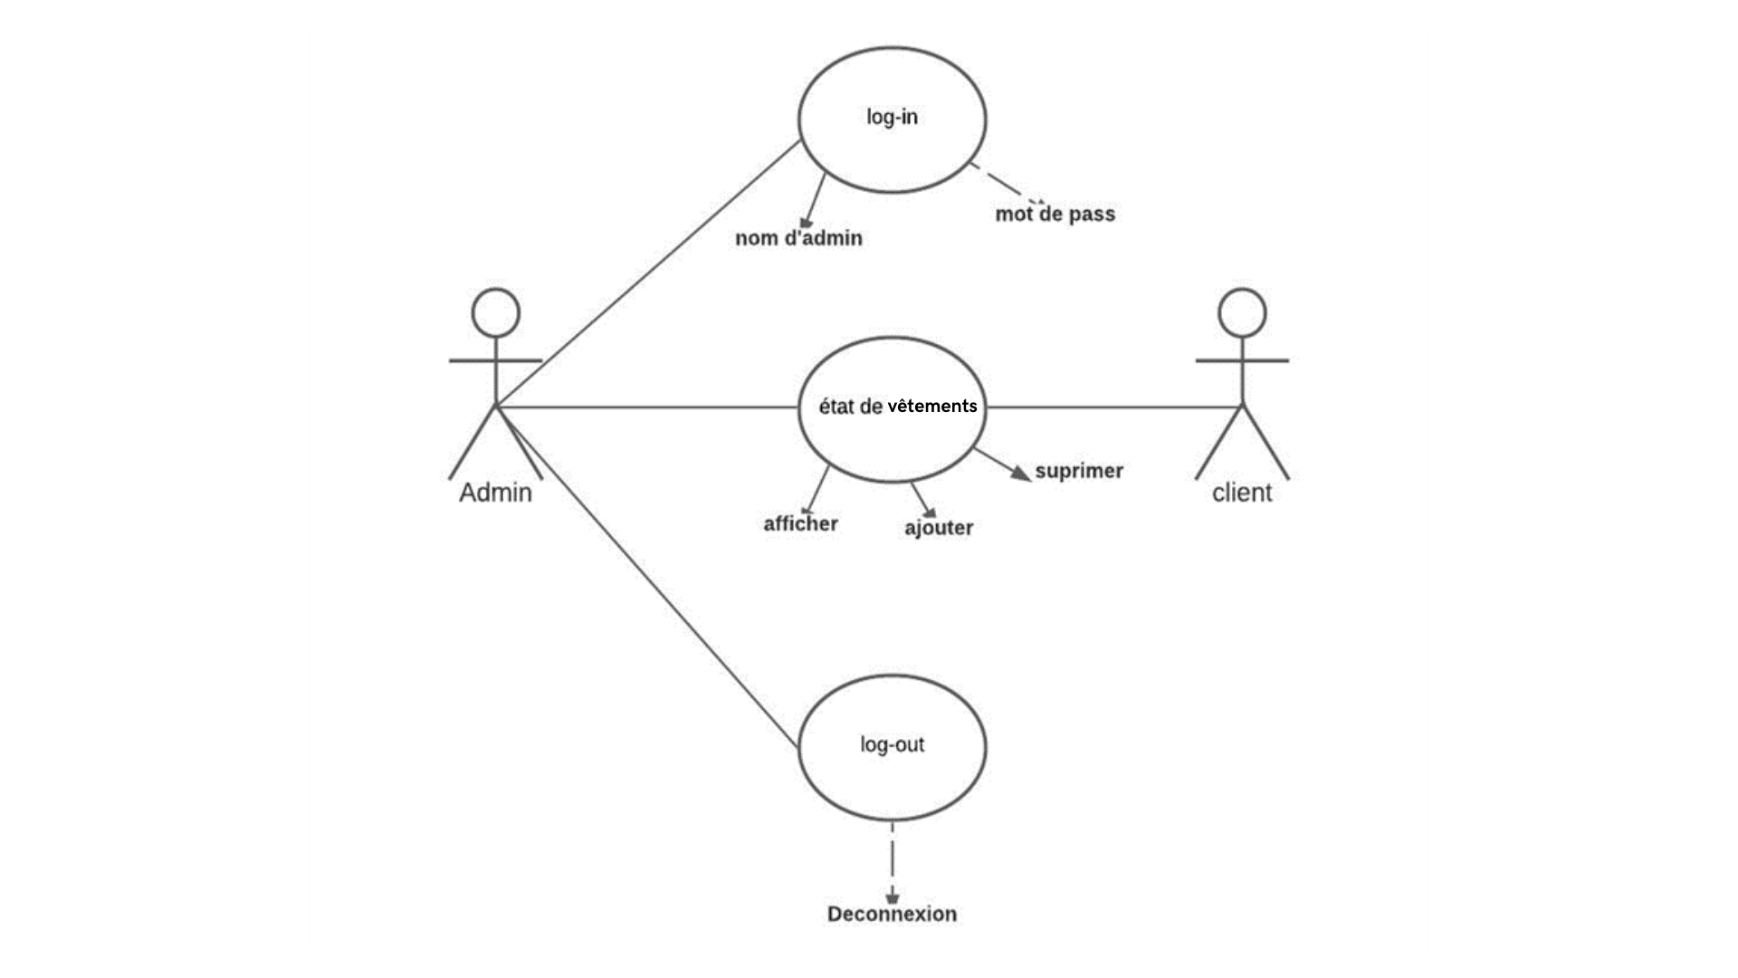 log-in
mot de pass
nom d'admin
état de vêtements
suprimer
Admin
client
afficher
ajouter
log-out
Deconnexion